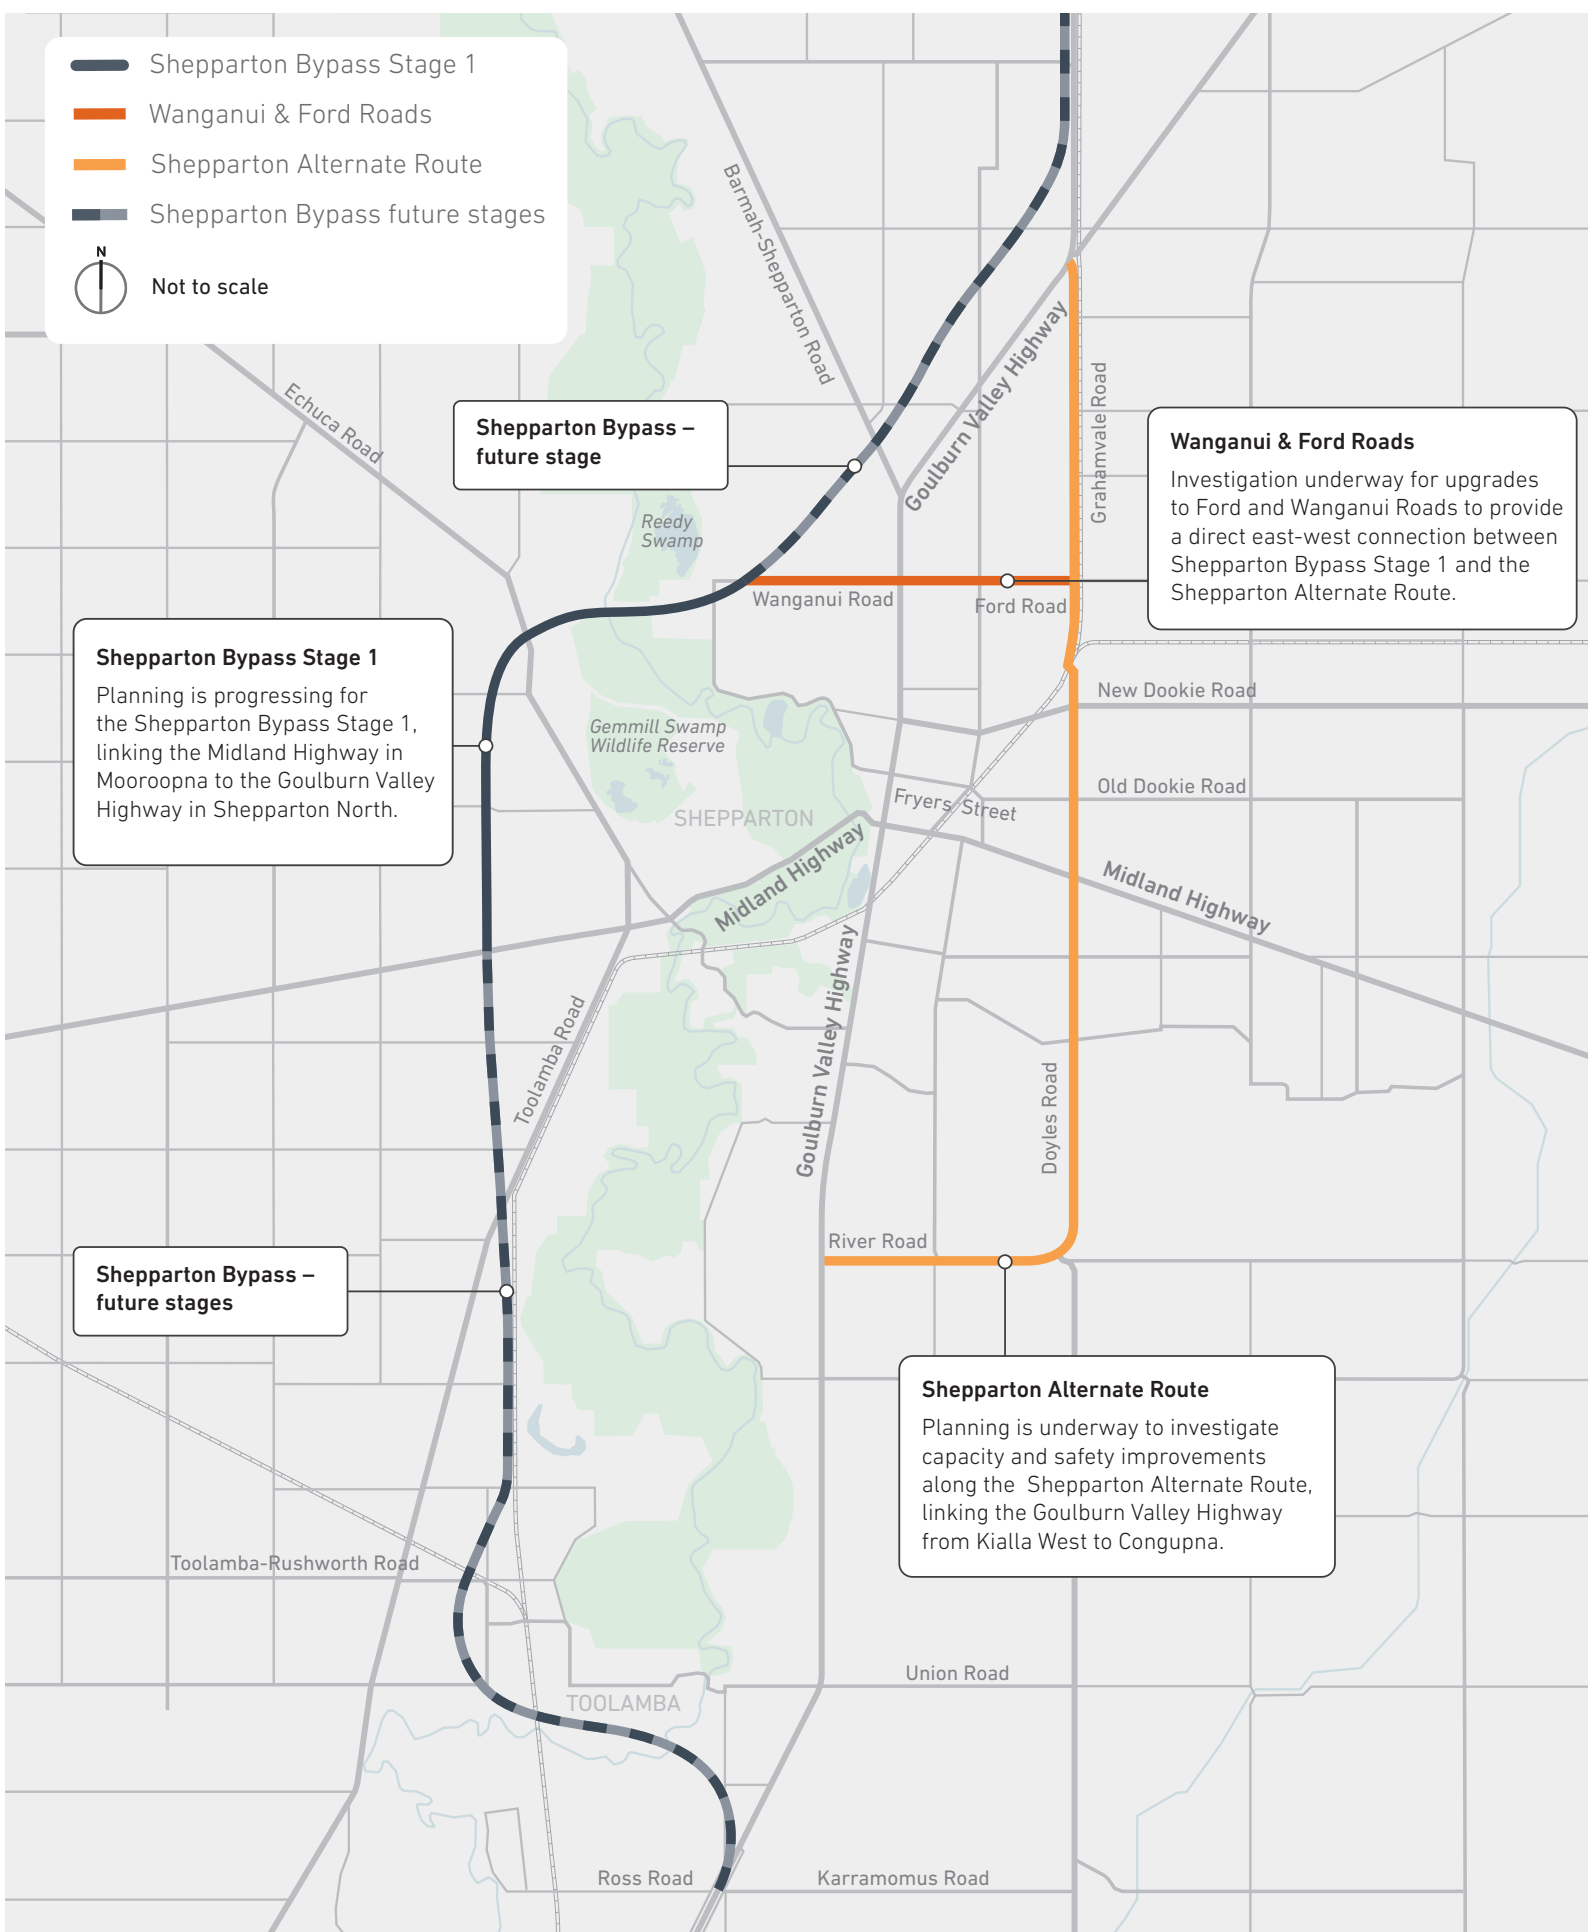 Shepparton Bypass Stage 1
Wanganui & Ford Roads
Shepparton Alternate Route
Shepparton Bypass future stages
N
Not to scale
Barmah-Shepparton Road
Echuca Road
Goulburn Valley Highway
Grahamvale Road
Shepparton Bypass –
future stage
Wanganui & Ford Roads
Investigation underway for upgrades
to Ford and Wanganui Roads to provide
a direct east-west connection between
Shepparton Bypass Stage 1 and the
Shepparton Alternate Route.
Reedy
Swamp
Wanganui Road
Ford Road
Shepparton Bypass Stage 1
Planning is progressing for
the Shepparton Bypass Stage 1,
linking the Midland Highway in
Mooroopna to the Goulburn Valley
Highway in Shepparton North.
New Dookie Road
Gemmill Swamp
Wildlife Reserve
Old Dookie Road
Fryers Street
SHEPPARTON
Midland Highway
Midland Highway
Goulburn Valley Highway
Toolamba Road
Doyles Road
River Road
Shepparton Bypass –
future stages
Shepparton Alternate Route
Planning is underway to investigate
capacity and safety improvements
along the Shepparton Alternate Route,
linking the Goulburn Valley Highway
from Kialla West to Congupna.
Toolamba-Rushworth Road
Union Road
TOOLAMBA
Ross Road
Karramomus Road